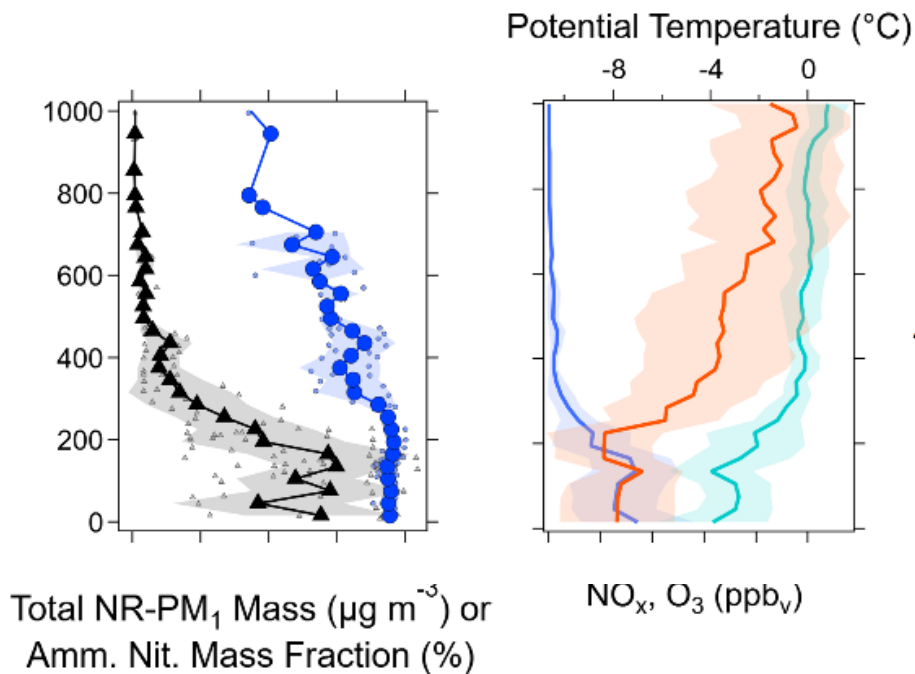 Potential Temperature (°C)
-8 -4 0
1000
800
600
400
200
0
Total NR-PM₁ Mass (µg m⁻³) or
Amm. Nit. Mass Fraction (%)
NOₓ, O₃ (ppbᵥ)